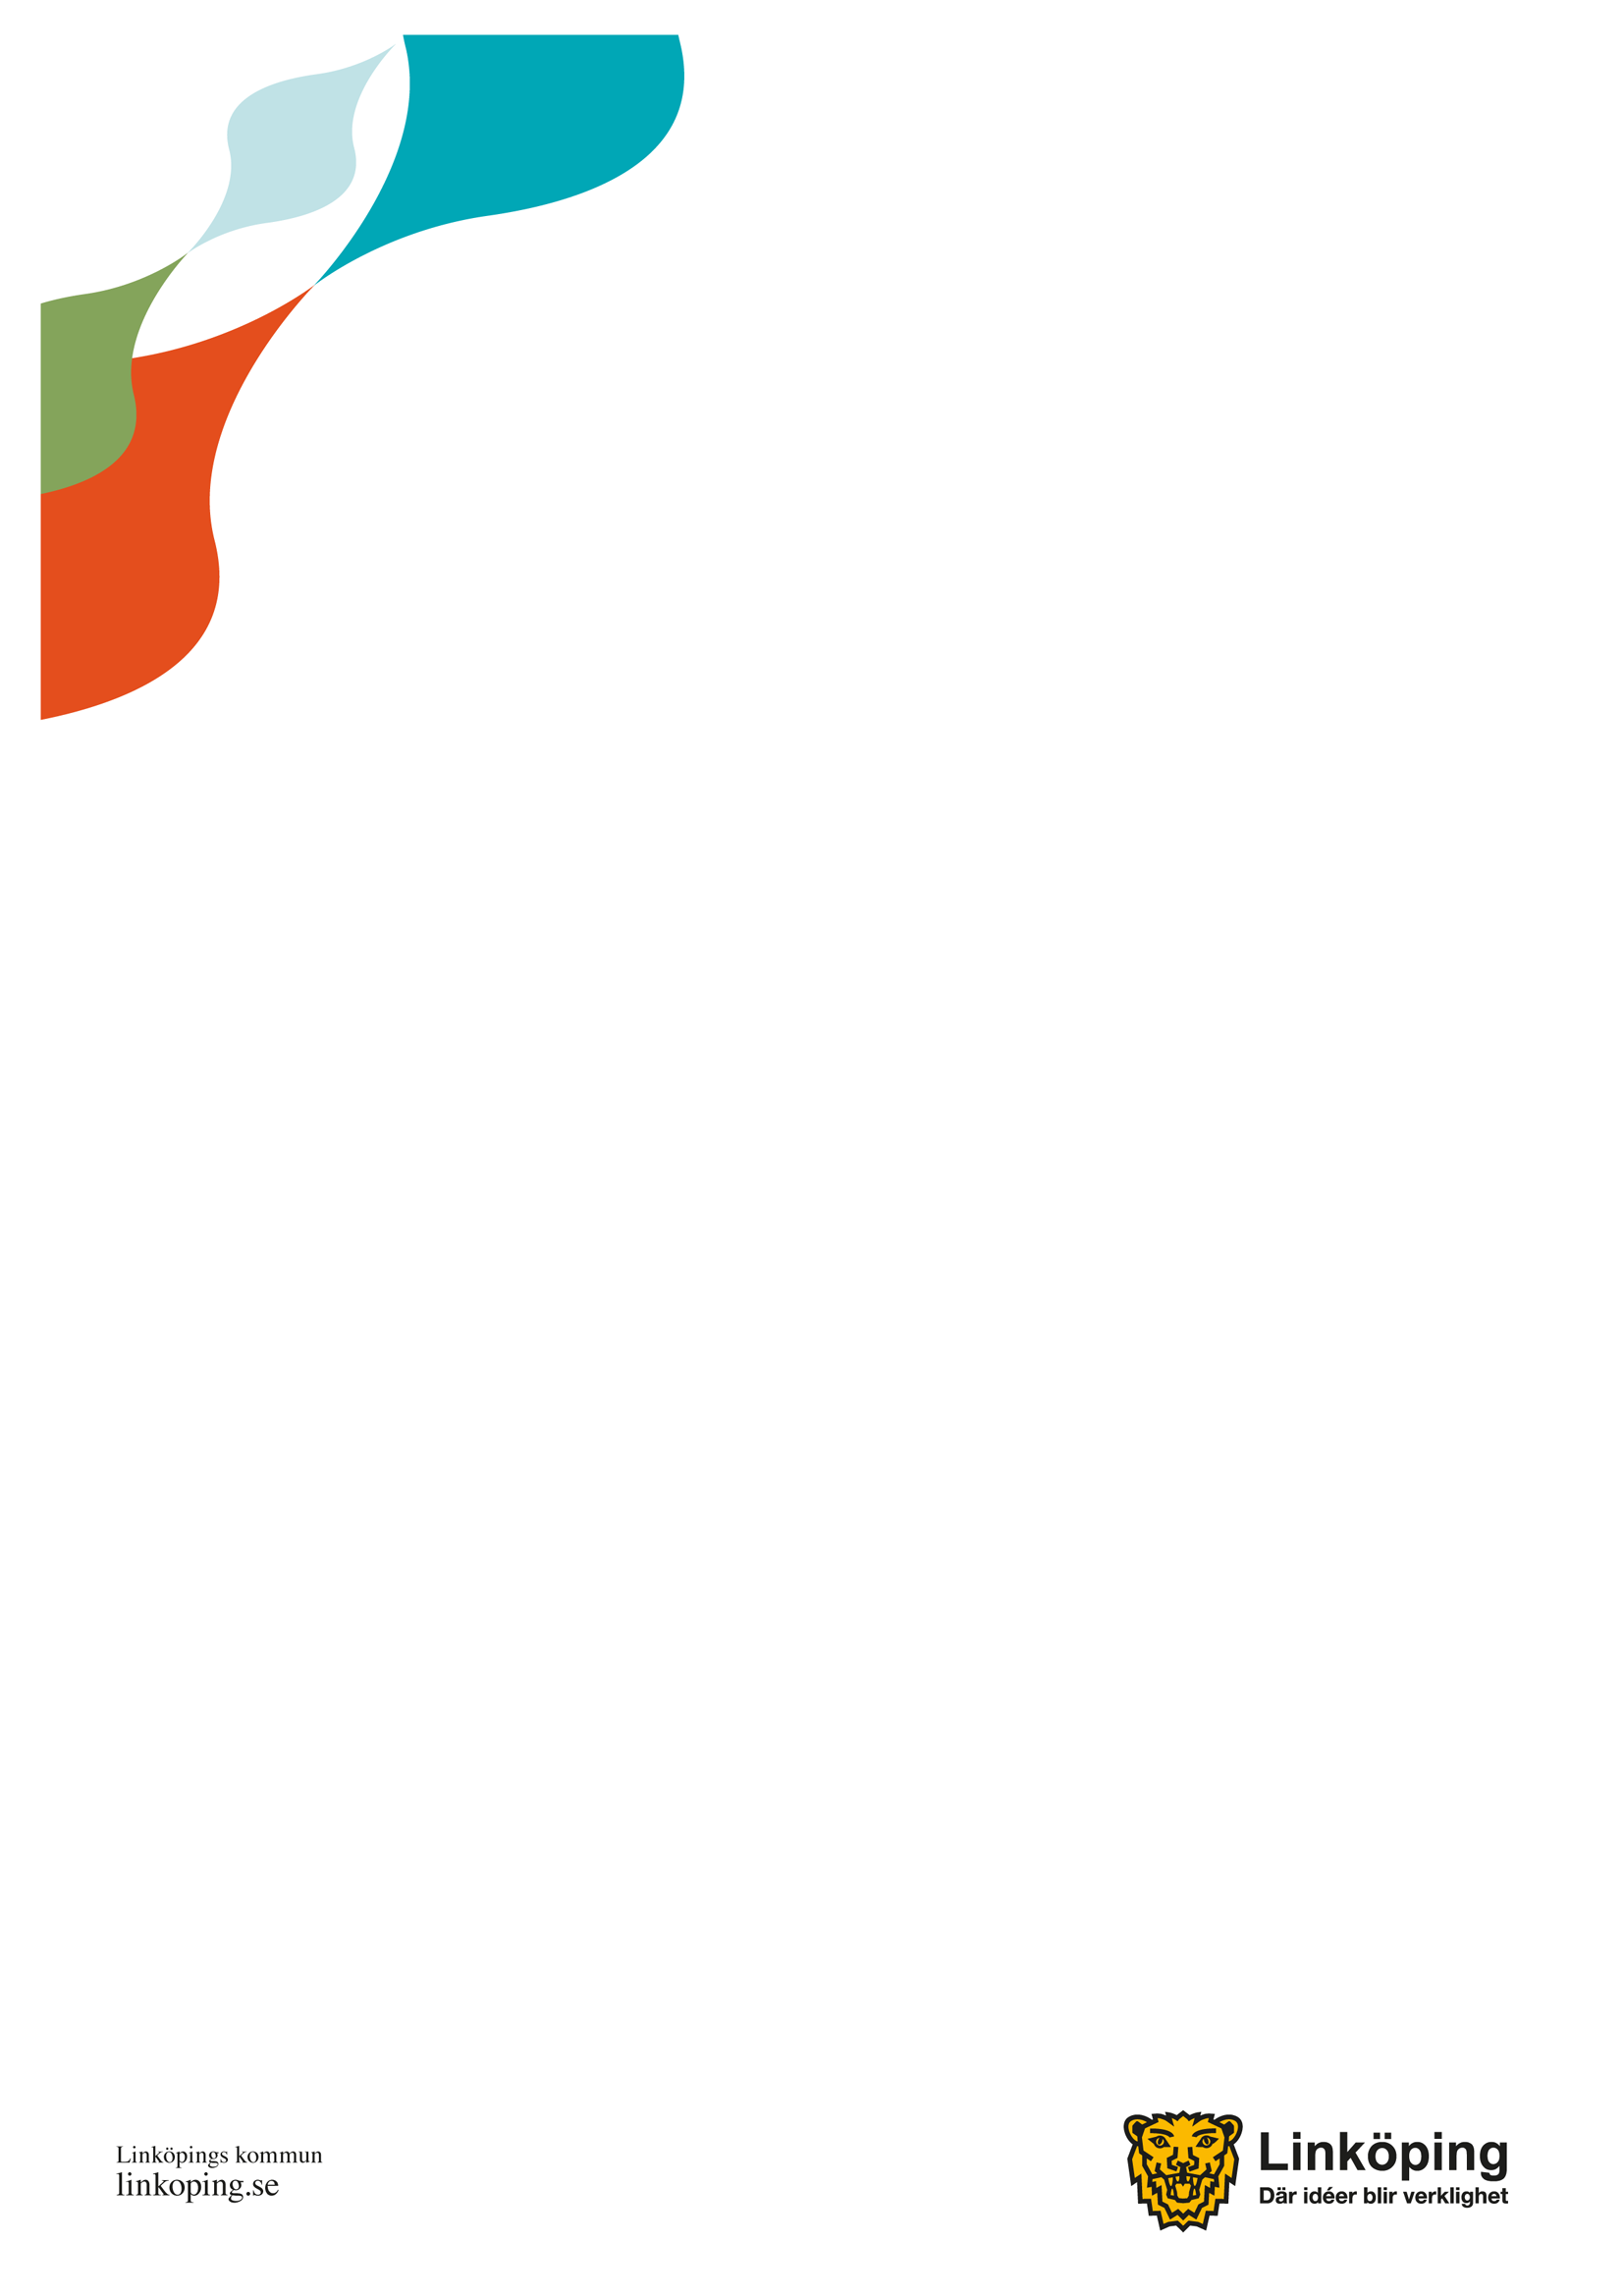 Linköpings kommun
linkoping.se
Linköping
Där idéer blir verklighet